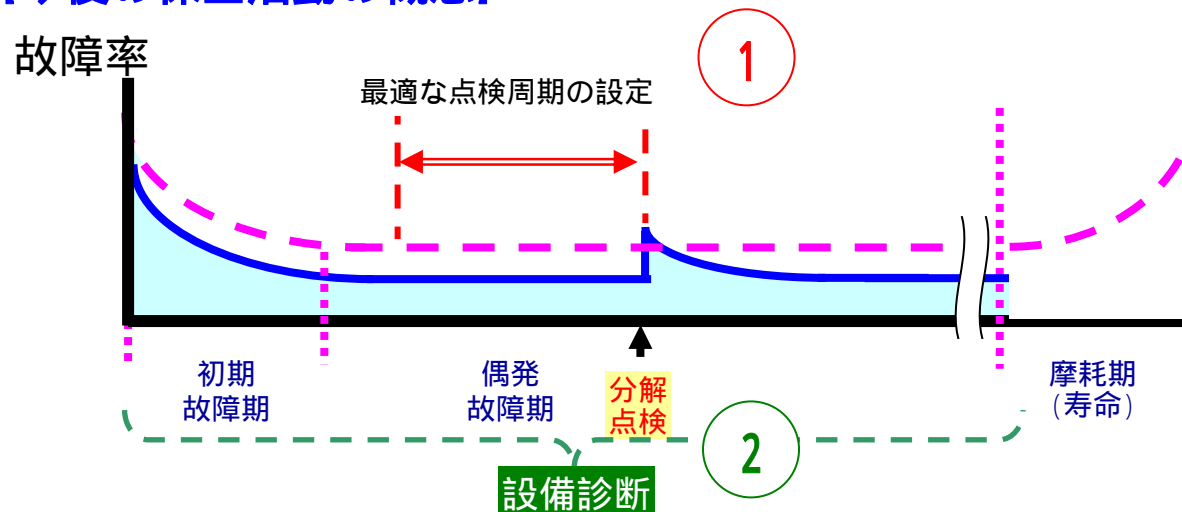 故障率
最適な点検周期の設定
1
初期
故障期
偶発
故障期
分解
点検
摩耗期
(寿命)
2
設備診断